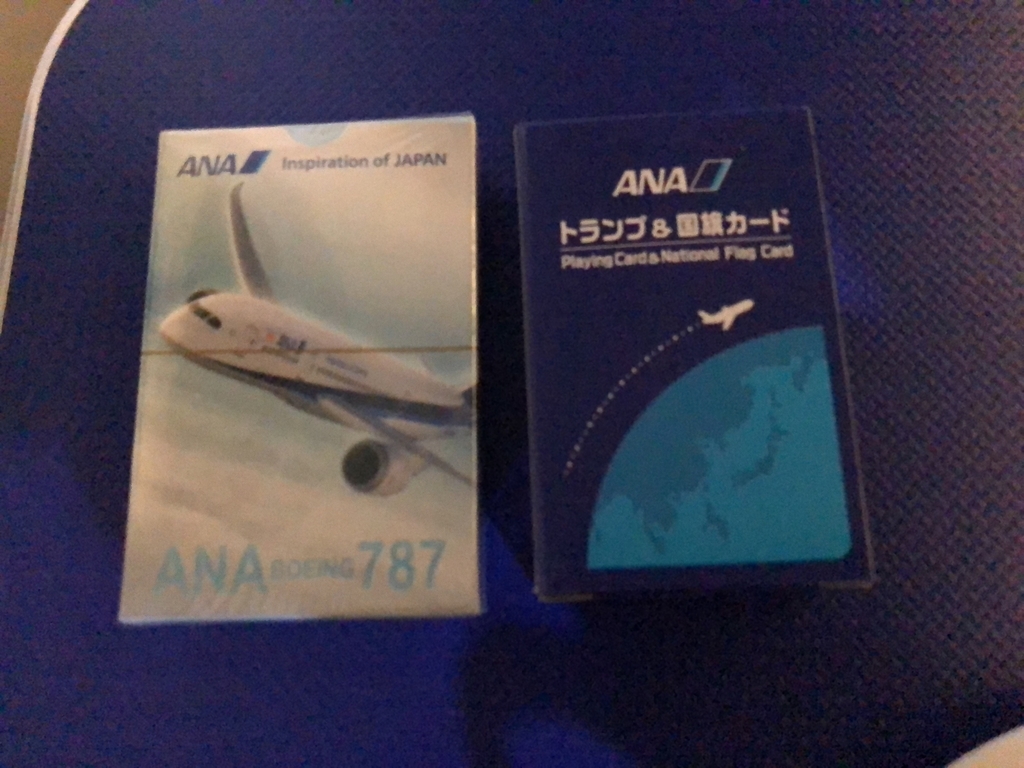 ANA Inspiration of JAPAN
ANA BOEING 787
ANA
トランプ&国旗カード
Playing Card & National Flag Card